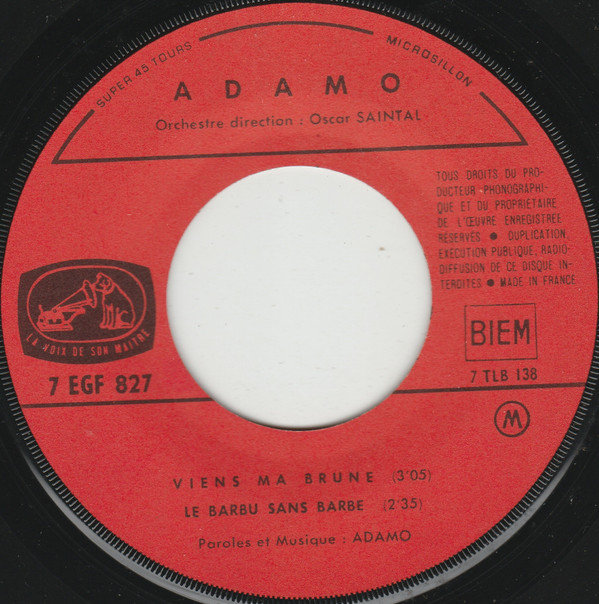 SUPER 45 TOURS
MICROSILLON
ADAMO
Orchestre direction : Oscar SAINTAL
TOUS DROITS DU PRO-
DUCTEUR PHONOGRAPHI-
QUE ET DU PROPRIÉTAIRE
DE L'ŒUVRE ENREGISTRÉE
RÉSERVÉS ● DUPLICATION,
EXÉCUTION PUBLIQUE, RADIO-
DIFFUSION DE CE DISQUE IN-
TERDITES ● MADE IN FRANCE
LA VOIX DE SON MAITRE
BIEM
7 EGF 827
7 TLB 138
M
VIENS MA BRUNE (3'05)
LE BARBU SANS BARBE (2'35)
Paroles et Musique : ADAMO